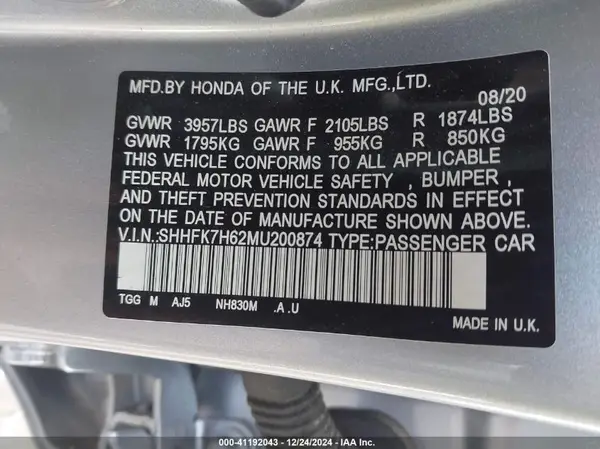 MFD.BY HONDA OF THE U.K. MFG.,LTD.
08/20
GVWR 3957LBS GAWR F 2105LBS R 1874LBS
GVWR 1795KG GAWR F 955KG R 850KG
THIS VEHICLE CONFORMS TO ALL APPLICABLE
FEDERAL MOTOR VEHICLE SAFETY , BUMPER ,
AND THEFT PREVENTION STANDARDS IN EFFECT
ON THE DATE OF MANUFACTURE SHOWN ABOVE.
V.I.N.:SHHFK7H62MU200874 TYPE:PASSENGER CAR
TGG M AJ5 NH830M .A .U
MADE IN U.K.
000-41192043 | 12/24/2024 | IAA Inc.